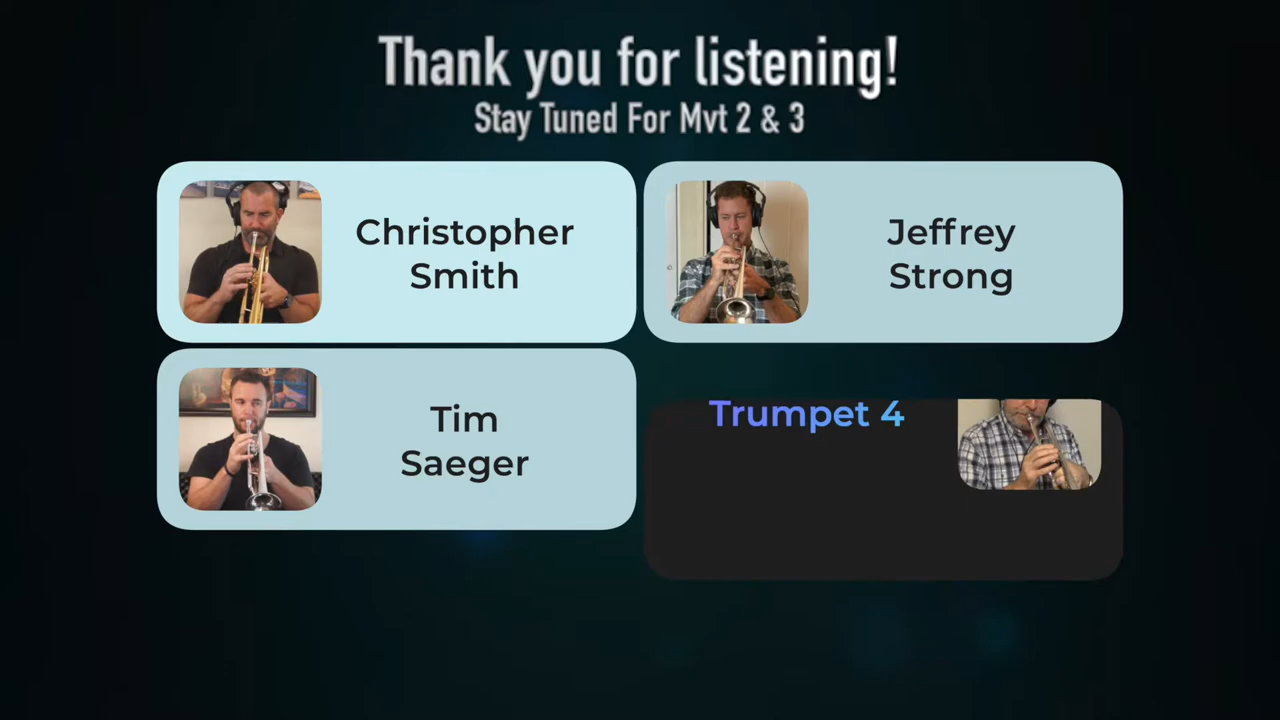 Thank you for listening!
Stay Tuned For Mvt 2 & 3
Christopher
Smith
Jeffrey
Strong
Tim
Saeger
Trumpet 4